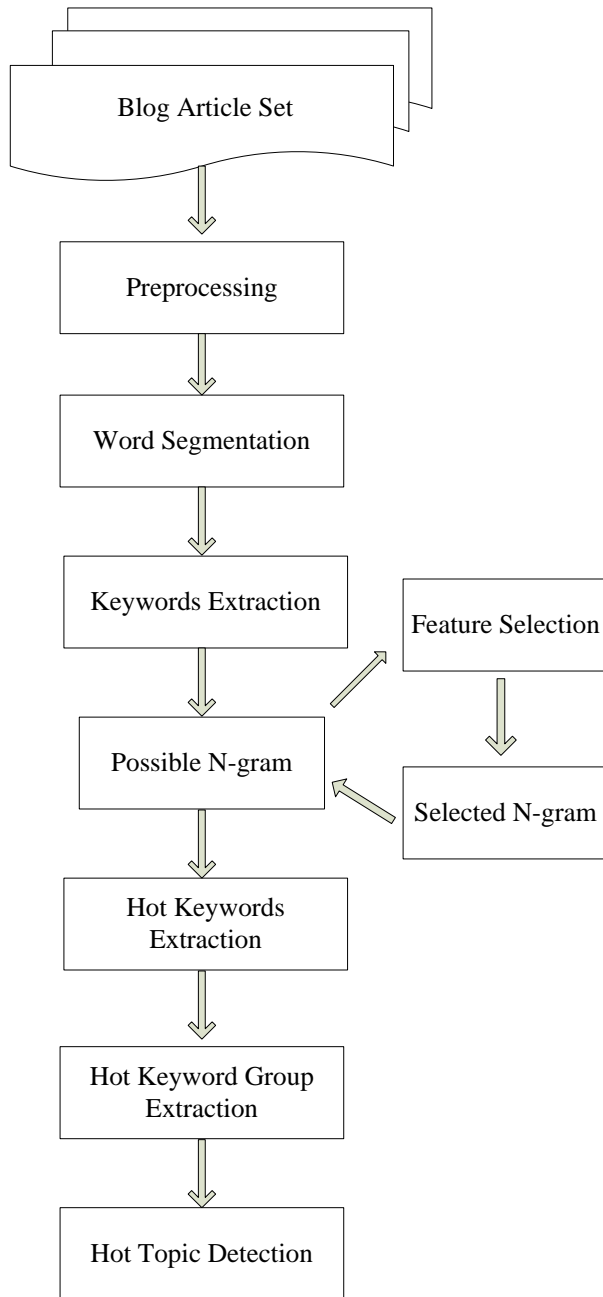 Blog Article Set
Preprocessing
Word Segmentation
Keywords Extraction
Feature Selection
Possible N-gram
Selected N-gram
Hot Keywords
Extraction
Hot Keyword Group
Extraction
Hot Topic Detection